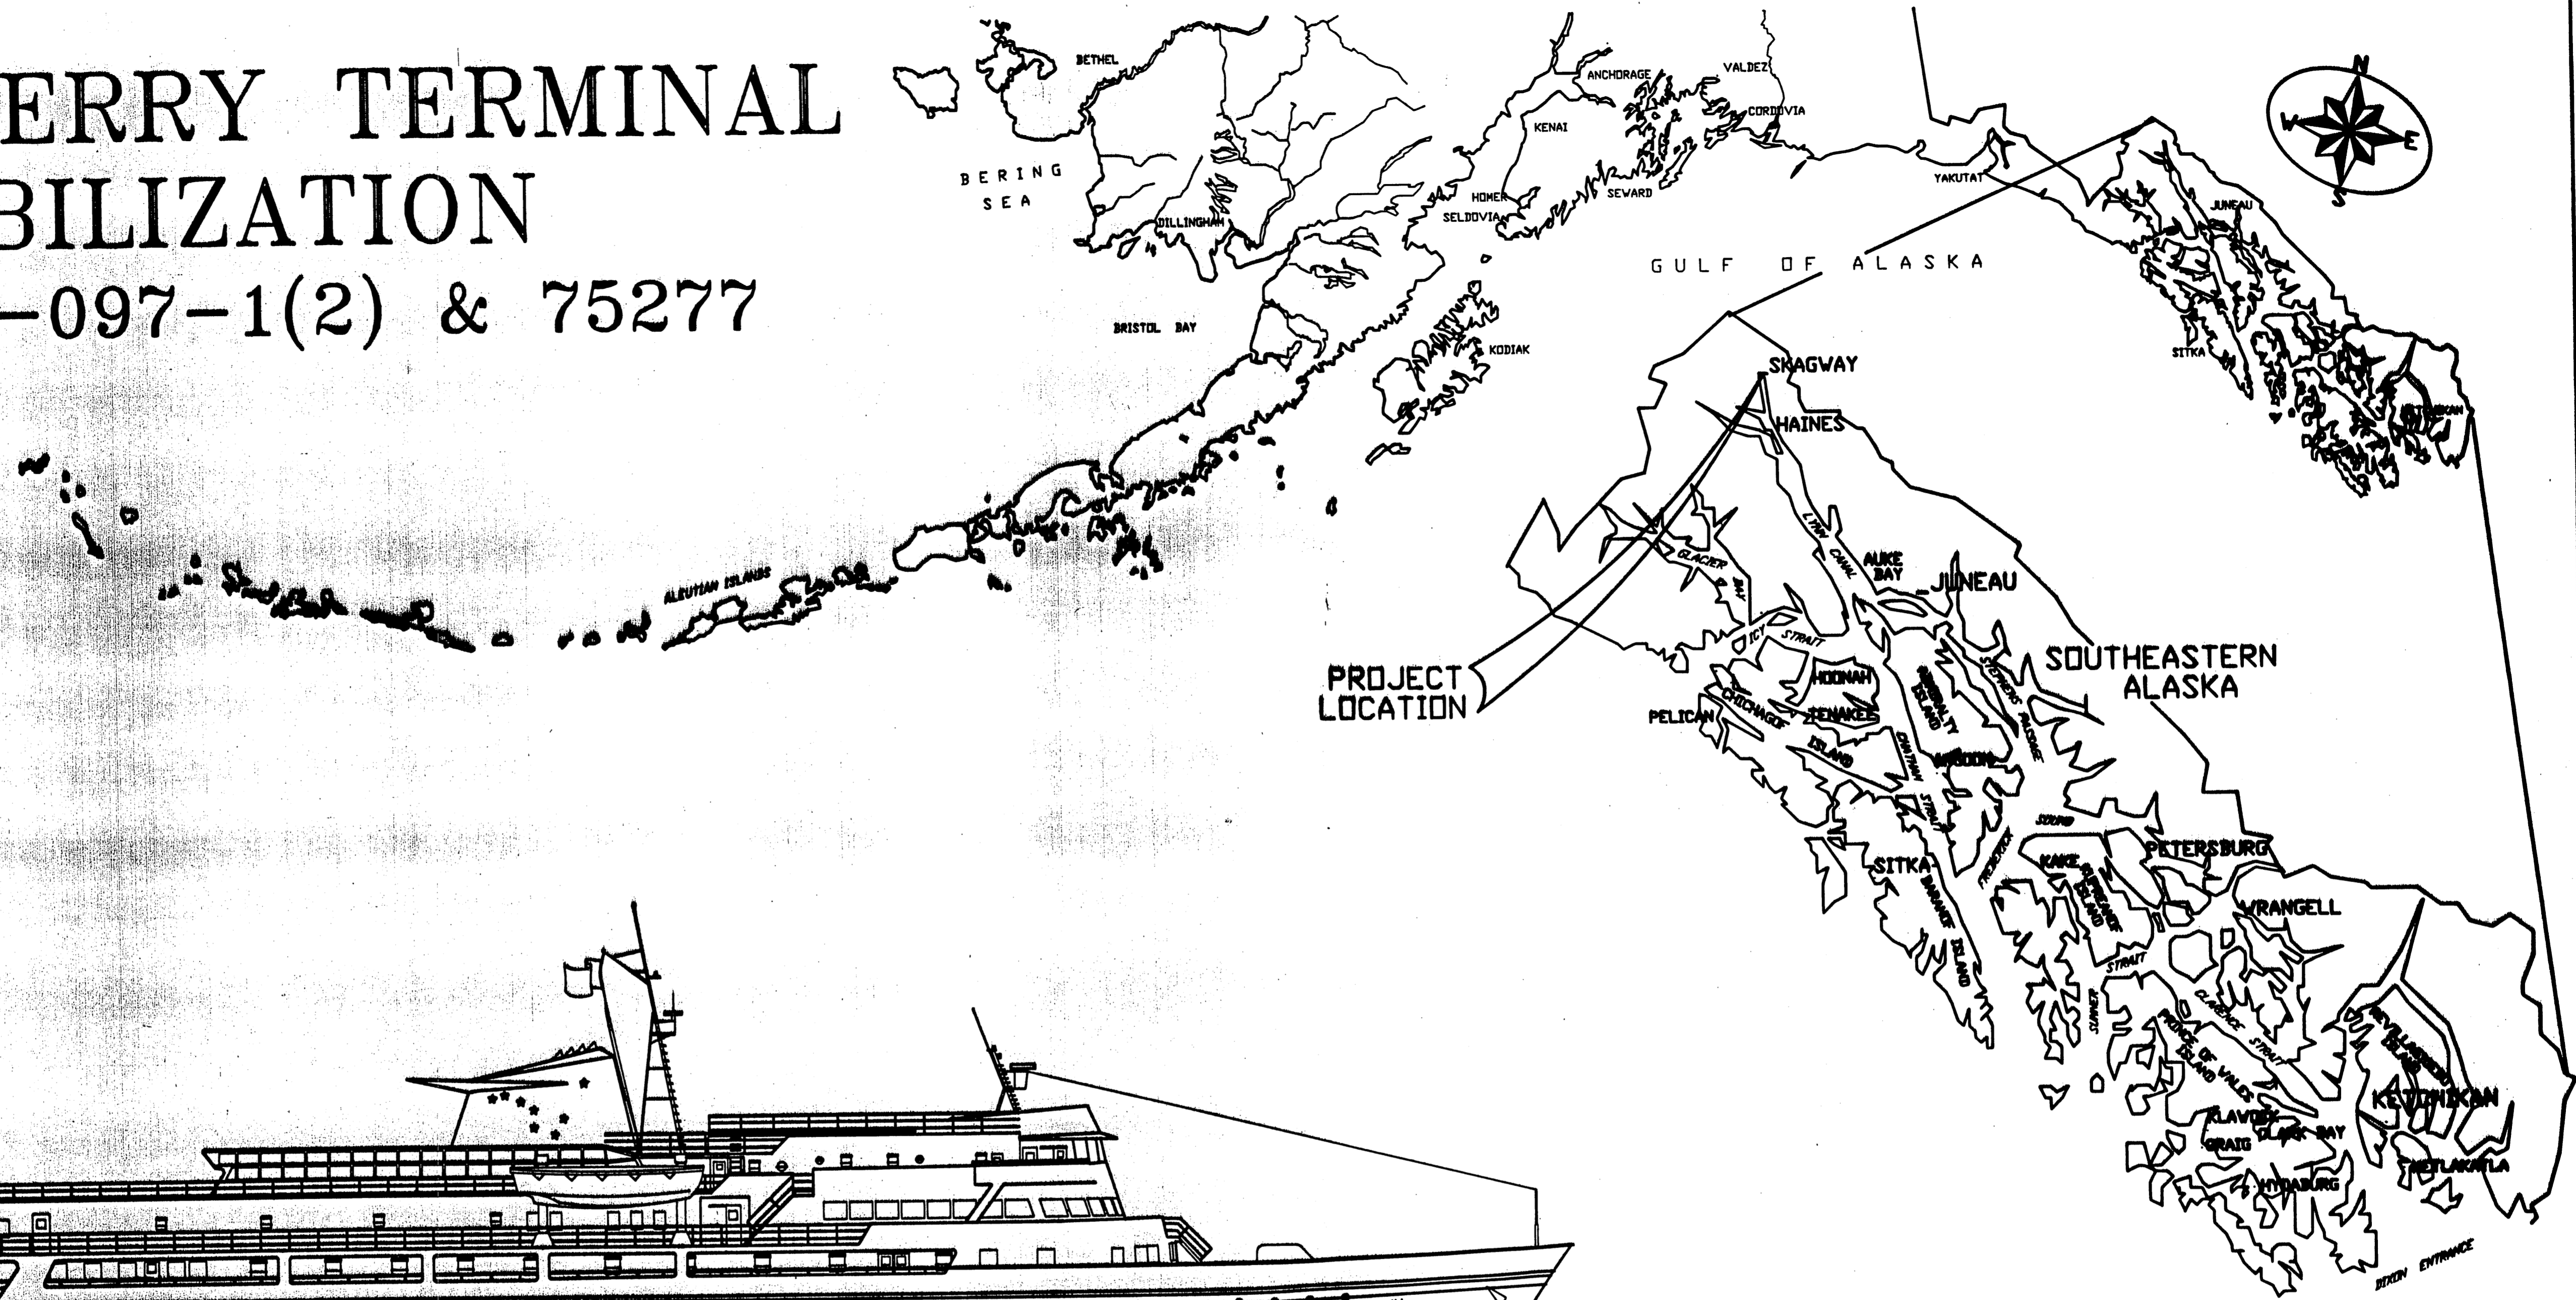 ERRY TERMINAL
BILIZATION
-097-1(2) & 75277
BETHEL
BERING
SEA
DILLINGHAM
BRISTOL BAY
ALEUTIAN ISLANDS
ANCHORAGE
VALDEZ
CORDOVIA
KENAI
HOMER
SELDOVIA
SEWARD
KODIAK
YAKUTAT
GULF OF ALASKA
JUNEAU
SITKA
N
W
E
S
SKAGWAY
HAINES
LYNN CANAL
GLACIER BAY
AUKE
BAY
JUNEAU
ICY STRAIT
PROJECT
LOCATION
SOUTHEASTERN
ALASKA
HOONAH
PELICAN
CHICHAGOF
ISLAND
TENAKEE
ISLAND
STEPHENS PASSAGE
CHATHAM STRAIT
FREDERICK SOUND
SITKA
BARANOF ISLAND
KAKE
ISLAND
PETERSBURG
WRANGELL
SUMNER STRAIT
CLARENCE STRAIT
PRINCE OF WALES
ISLAND
ISLAND
KETCHIKAN
KLAWOCK
CRAIG
CLARK BAY
METLAKATLA
HYDABURG
DIXON ENTRANCE